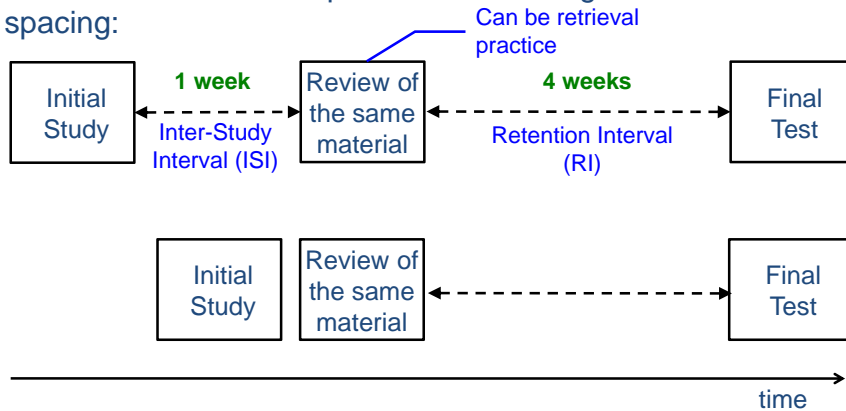 spacing:
Can be retrieval
practice
Initial
Study
1 week
Inter-Study
Interval (ISI)
Review of
the same
material
4 weeks
Retention Interval
(RI)
Final
Test
Initial
Study
Review of
the same
material
Final
Test
time